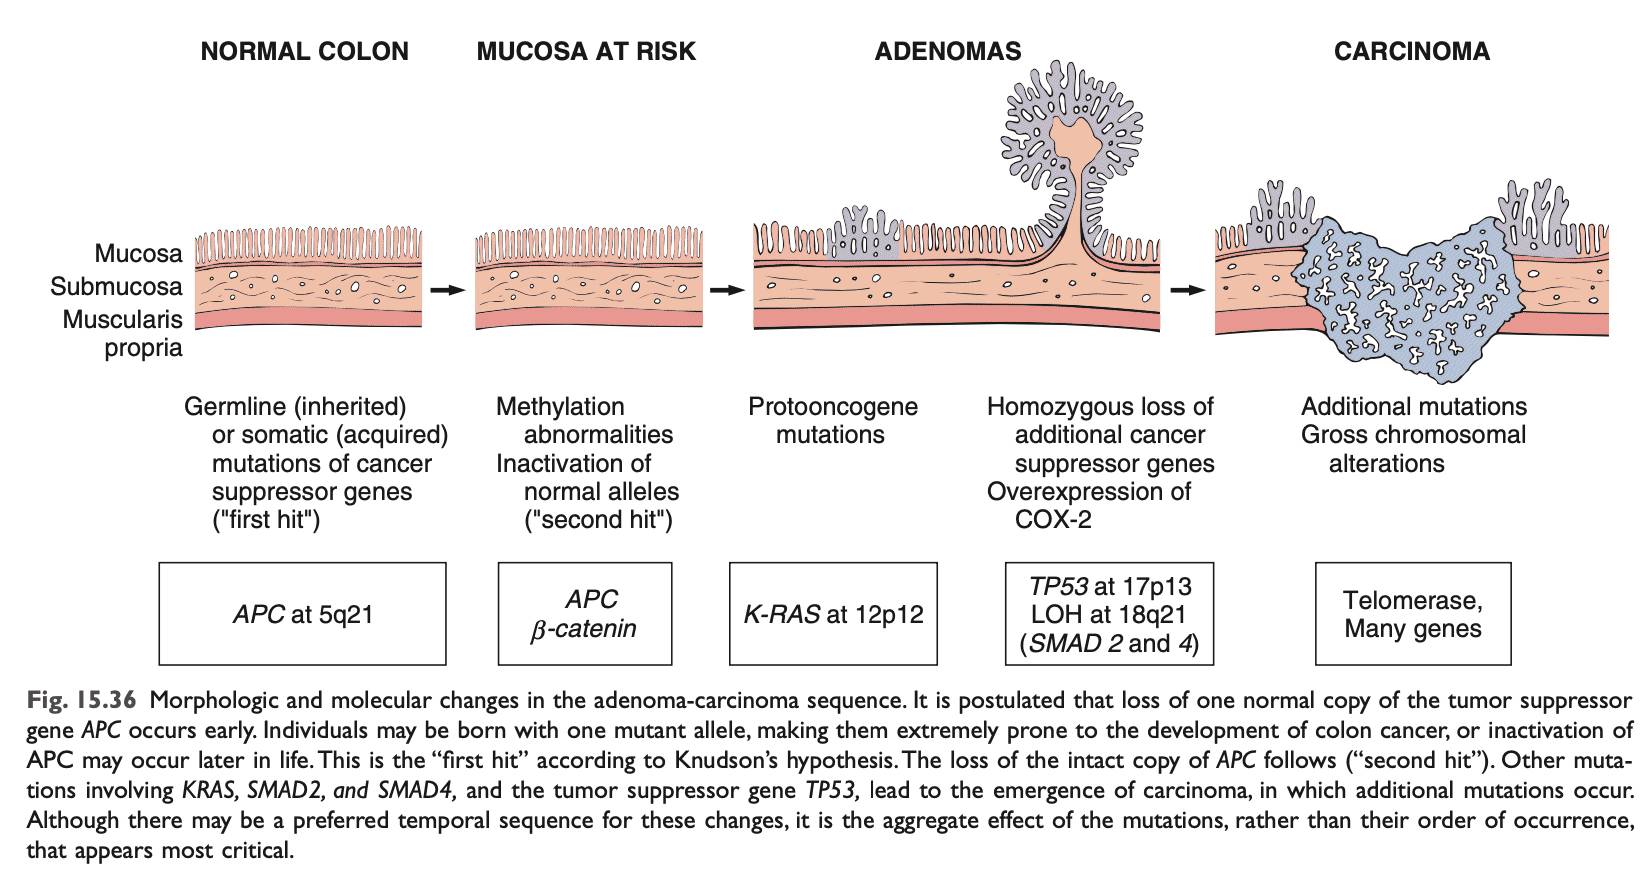 NORMAL COLON
MUCOSA AT RISK
ADENOMAS
CARCINOMA
Mucosa
Submucosa
Muscularis
propria
Germline (inherited)
or somatic (acquired)
mutations of cancer
suppressor genes
("first hit")
Methylation
abnormalities
Inactivation of
normal alleles
("second hit")
Protooncogene
mutations
Homozygous loss of
additional cancer
suppressor genes
Overexpression of
COX-2
Additional mutations
Gross chromosomal
alterations
APC at 5q21
APC
β-catenin
K-RAS at 12p12
TP53 at 17p13
LOH at 18q21
(SMAD 2 and 4)
Telomerase,
Many genes
Fig. 15.36 Morphologic and molecular changes in the adenoma-carcinoma sequence. It is postulated that loss of one normal copy of the tumor suppressor
gene APC occurs early. Individuals may be born with one mutant allele, making them extremely prone to the development of colon cancer, or inactivation of
APC may occur later in life. This is the “first hit” according to Knudson’s hypothesis. The loss of the intact copy of APC follows (“second hit”). Other muta-
tions involving KRAS, SMAD2, and SMAD4, and the tumor suppressor gene TP53, lead to the emergence of carcinoma, in which additional mutations occur.
Although there may be a preferred temporal sequence for these changes, it is the aggregate effect of the mutations, rather than their order of occurrence,
that appears most critical.